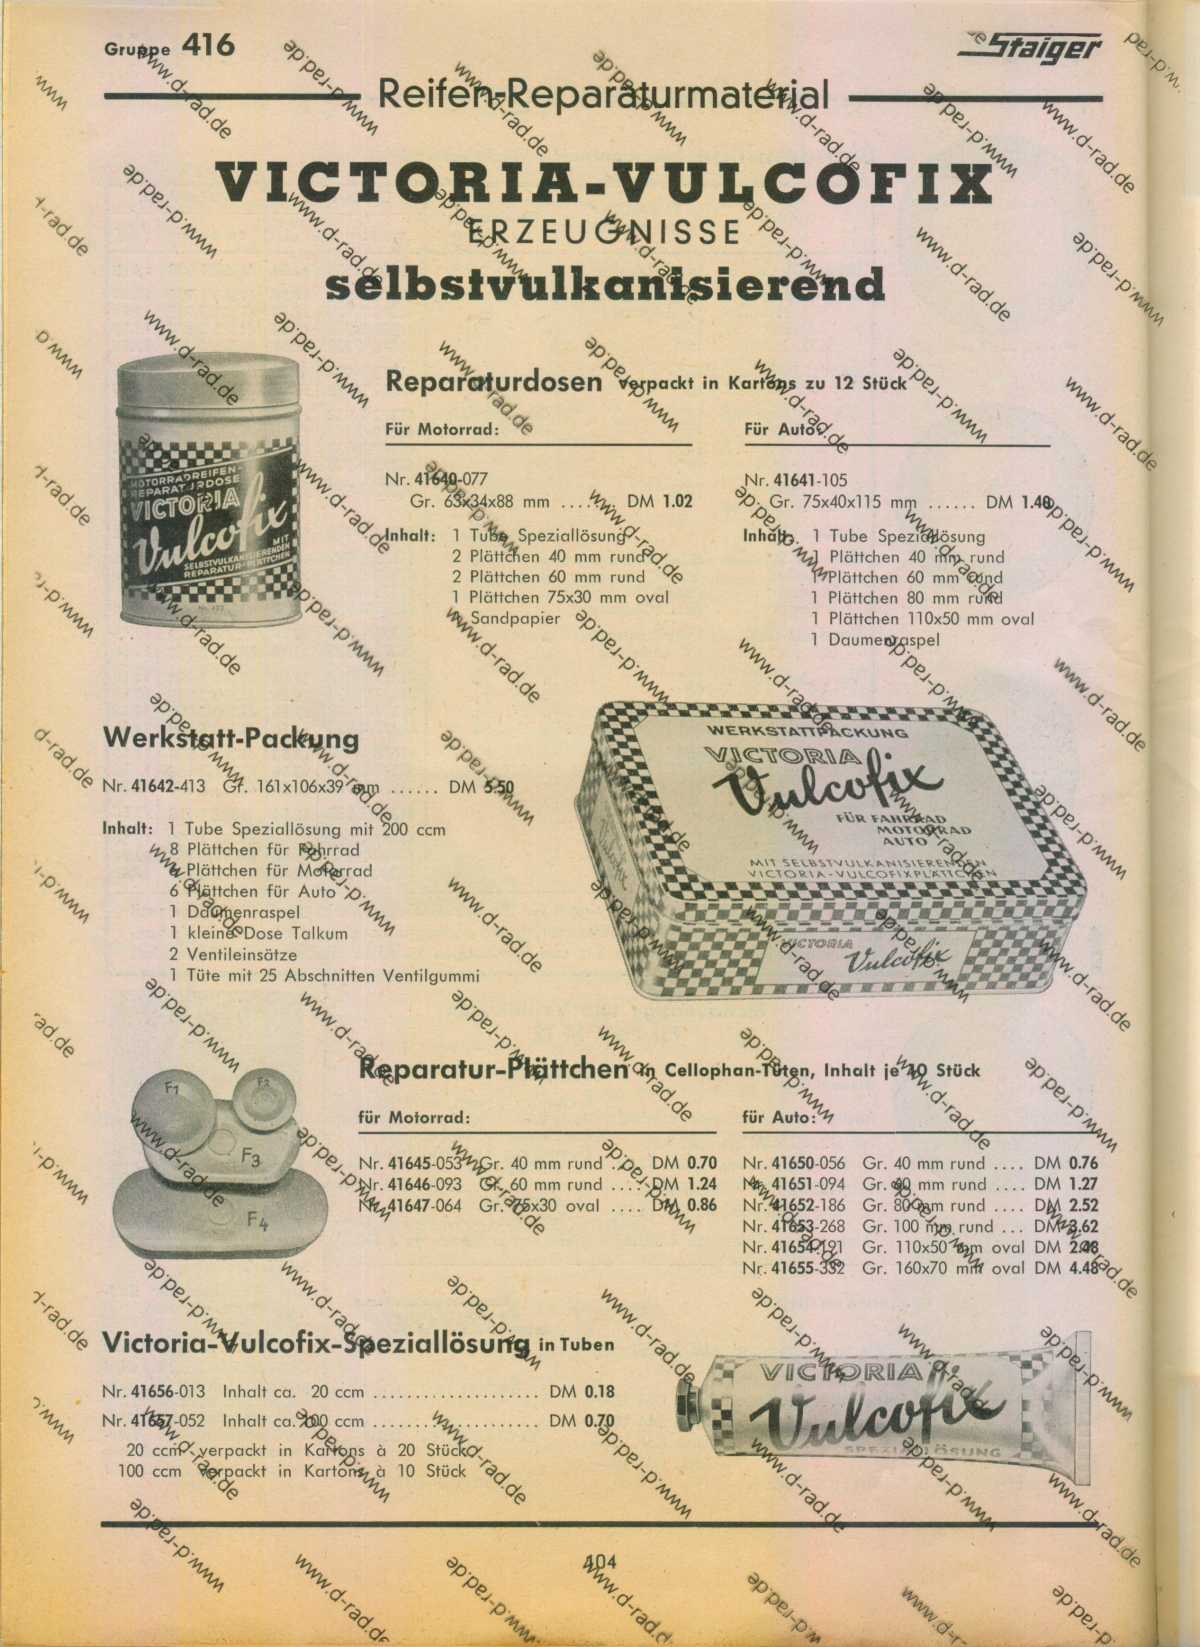 Gruppe 416
Staiger
Reifen-Reparaturmaterial
VICTORIA-VULCOFIX
ERZEUGNISSE
selbstvulkanisierend
Reparaturdosen verpackt in Kartons zu 12 Stück
Für Motorrad:
Nr. 41640-077
Gr. 63x34x88 mm ...... DM 1.02
Inhalt: 1 Tube Speziallösung
2 Plättchen 40 mm rund
2 Plättchen 60 mm rund
1 Plättchen 75x30 mm oval
Sandpapier
Für Auto:
Nr. 41641-105
Gr. 75x40x115 mm ...... DM 1.40
Inhalt: 1 Tube Speziallösung
1 Plättchen 40 mm rund
1 Plättchen 60 mm rund
1 Plättchen 80 mm rund
1 Plättchen 110x50 mm oval
1 Daumenraspel
MOTORRADREIFEN-
REPARATURDOSE
VICTORIA
Vulcofix
MIT
SELBSTVULKANISIERENDEN
REPARATUR-PLÄTTCHEN
Werkstatt-Packung
Nr. 41642-413 Gr. 161x106x39 mm ...... DM 5.50
Inhalt: 1 Tube Speziallösung mit 200 ccm
8 Plättchen für Fahrrad
Plättchen für Motorrad
6 Plättchen für Auto
1 Daumenraspel
1 kleine Dose Talkum
2 Ventileinsätze
1 Tüte mit 25 Abschnitten Ventilgummi
WERKSTATTPACKUNG
VICTORIA
Vulcofix
FÜR FAHRRAD
MOTORRAD
AUTO
MIT SELBSTVULKANISIERENDEN
VICTORIA-VULCOFIXPLÄTTCHEN
VICTORIA
Vulcofix
Reparatur-Plättchen in Cellophan-Tüten, Inhalt je 10 Stück
für Motorrad:
Nr. 41645-053 Gr. 40 mm rund .... DM 0.70
Nr. 41646-093 Gr. 60 mm rund .... DM 1.24
Nr. 41647-064 Gr. 75x30 oval .... DM 0.86
für Auto:
Nr. 41650-056 Gr. 40 mm rund .... DM 0.76
Nr. 41651-094 Gr. mm rund .... DM 1.27
Nr. 41652-186 Gr. 80 mm rund .... DM 2.52
Nr. 41653-268 Gr. 100 mm rund ... DM 3.62
Nr. 41654-191 Gr. 110x50 mm oval DM
Nr. 41655-332 Gr. 160x70 mm oval DM 4.48
F1
F2
F3
F4
Victoria-Vulcofix-Speziallösung in Tuben
Nr. 41656-013 Inhalt ca. 20 ccm .................... DM 0.18
Nr. 41657-052 Inhalt ca. 100 ccm .................... DM 0.70
20 ccm verpackt in Kartons à 20 Stück
100 ccm verpackt in Kartons à 10 Stück
VICTORIA
Vulcofix
SPEZIALLÖSUNG
404
www.d-rad.de